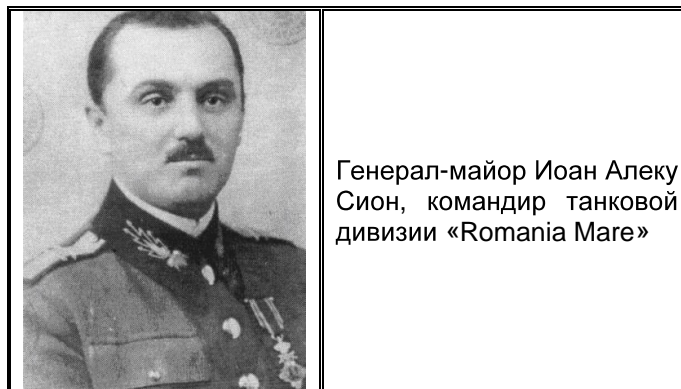 Генерал-майор Иоан Алеку
Сион, командир танковой
дивизии «Romania Mare»